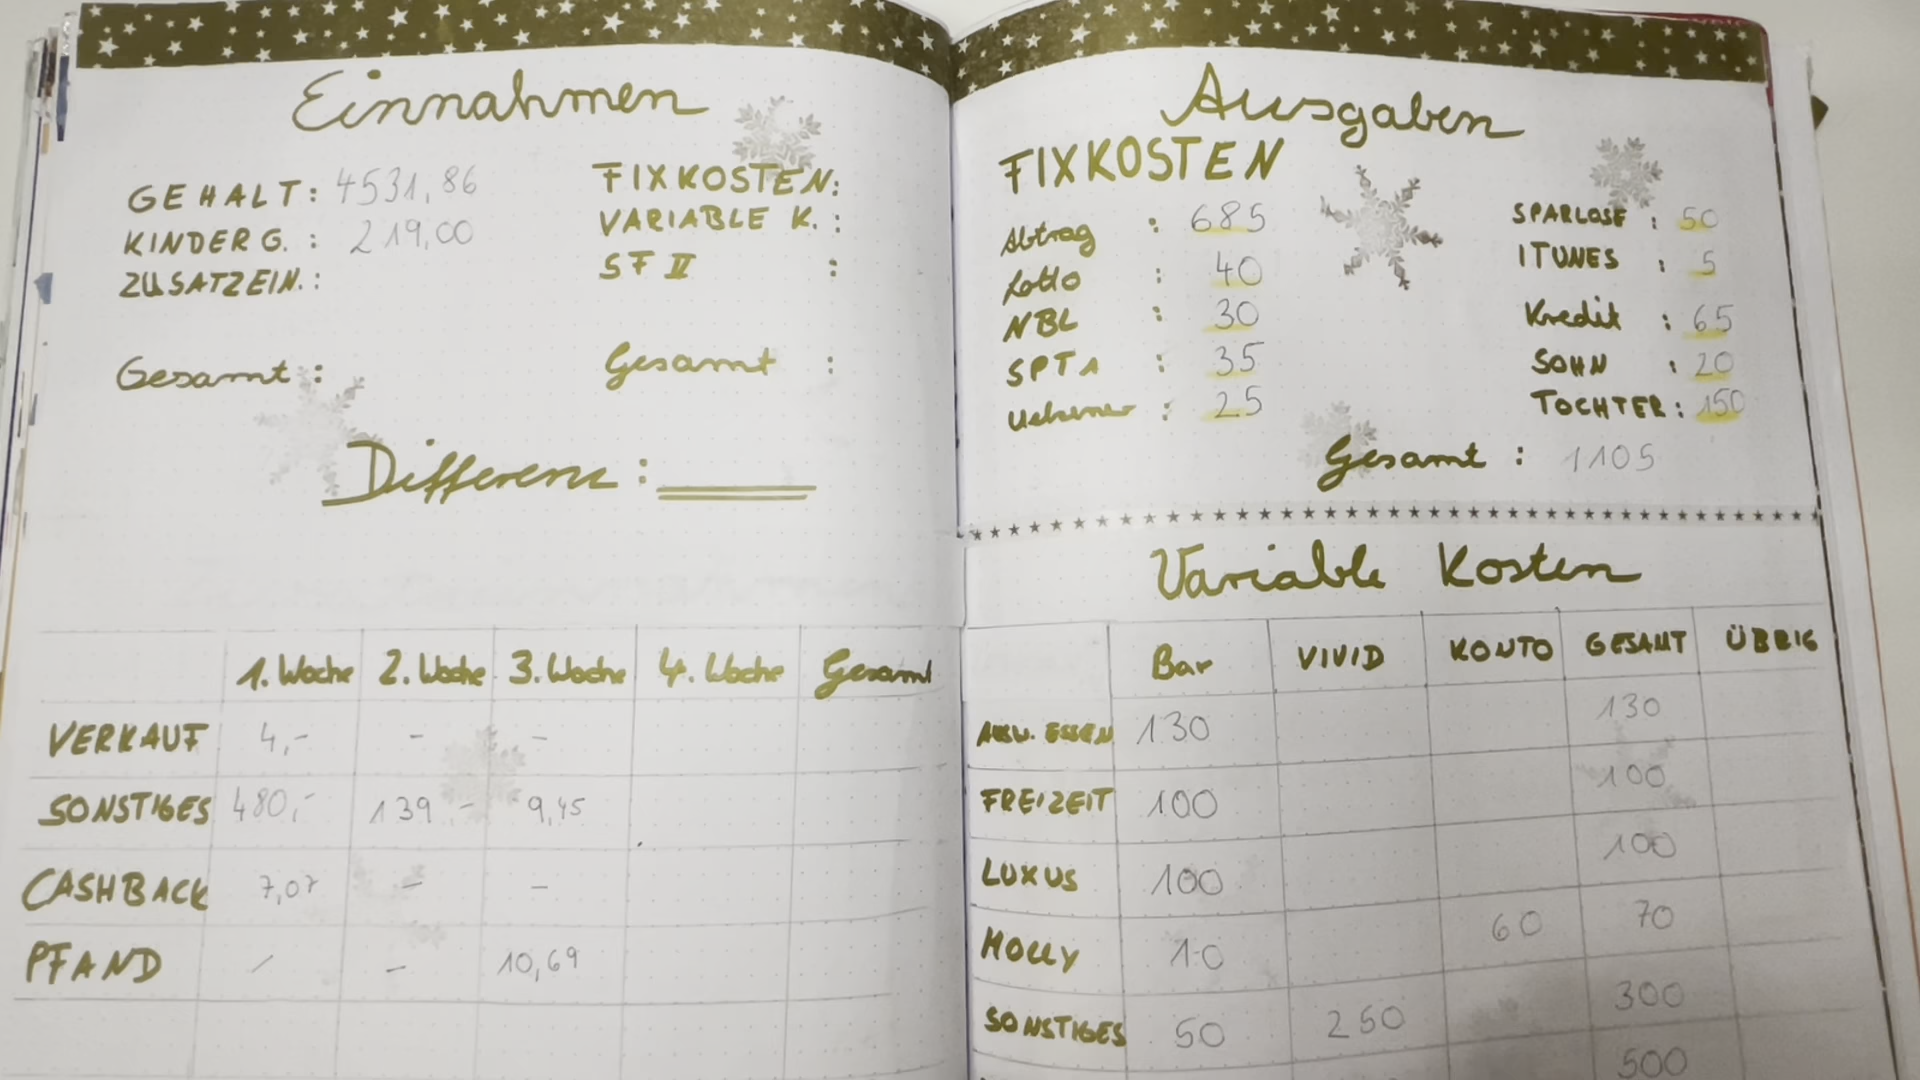 Einnahmen
GEHALT: 4531,86
KINDERG.: 219,00
ZUSATZEIN.:
Gesamt:
FIXKOSTEN:
VARIABLE K.:
SF II :
Gesamt :
Differenz:
1. Woche 2. Woche 3. Woche 4. Woche Gesamt
VERKAUF 4,- - -
SONSTIGES 480,- 139,- 9,45
CASHBACK 7,07 - -
PFAND - - 10,69
Ausgaben
FIXKOSTEN
Abtrag : 685
Lotto : 40
NBL : 30
SPTA : 35
: 25
SPARLOSE : 50
ITUNES : 5
Kredit : 65
SOHN : 20
TOCHTER: 150
Gesamt : 1105
Variable Kosten
Bar VIVID KONTO GESAMT ÜBRIG
AUSW. ESSEN 130 130
FREIZEIT 100 100
LUXUS 100 100
HOLLY 10 60 70
SONSTIGES 50 250 300
500